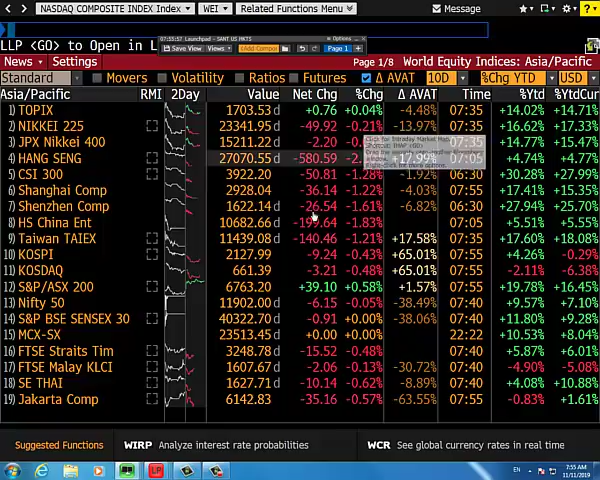 NASDAQ COMPOSITE INDEX Index WEI Related Functions Menu Message
07:55:57 Launchpad - SANT US MKTS Options
Save View Views Add Compor Page 1
LLP <GO> to Open in L
News Settings Page 1/8 World Equity Indices: Asia/Pacific
Standard Movers Volatility Ratios Futures Δ AVAT 10D %Chg YTD USD
Asia/Pacific RMI 2Day Value Net Chg %Chg Δ AVAT Time %Ytd %YtdCur
1) TOPIX 1703.53 d +0.76 +0.04% -4.48% 07:35 +14.02% +14.71%
2) NIKKEI 225 23341.95 d -49.92 -0.21% -13.97% 07:35 +16.62% +17.33%
3) JPX Nikkei 400 15211.22 d -2.20 07:35 +14.77% +15.47%
4) HANG SENG 27070.55 d -580.59 +17.99% 07:05 +4.74% +4.77%
5) CSI 300 3922.20 -50.81 -1.28% -1.92% 06:30 +30.28% +27.99%
6) Shanghai Comp 2928.04 -36.14 -1.22% -4.03% 07:55 +17.41% +15.35%
7) Shenzhen Comp 1622.14 d -26.54 -1.61% -6.82% 06:30 +27.94% +25.70%
8) HS China Ent 10682.66 d -199.64 -1.83% 07:05 +5.51% +5.55%
9) Taiwan TAIEX 11439.08 d -140.46 -1.21% +17.58% 07:35 +17.60% +18.08%
10) KOSPI 2127.99 -9.24 -0.43% +65.01% 07:55 +4.26% -0.29%
11) KOSDAQ 661.39 -3.21 -0.48% +65.01% 07:55 -2.11% -6.38%
12) S&P/ASX 200 6763.20 +39.10 +0.58% +1.57% 07:35 +19.78% +16.45%
13) Nifty 50 11902.00 d -6.15 -0.05% -38.49% 07:40 +9.57% +7.10%
14) S&P BSE SENSEX 30 40322.70 d -0.91 +0.00% -38.06% 07:40 +11.80% +9.28%
15) MCX-SX 23513.45 +0.00 +0.00% 22:22 +10.53% +8.04%
16) FTSE Straits Tim 3248.78 -15.52 -0.48% 07:40 +5.87% +6.01%
17) FTSE Malay KLCI 1607.67 d -2.06 -0.13% -30.72% 07:40 -4.90% -5.08%
18) SE THAI 1627.71 d -10.14 -0.62% -8.89% 07:40 +4.08% +10.88%
19) Jakarta Comp 6142.83 -35.16 -0.57% -63.55% 07:55 -0.83% +1.61%
Suggested Functions WIRP Analyze interest rate probabilities WCR See global currency rates in real time
EN 7:55 AM
11/11/2019